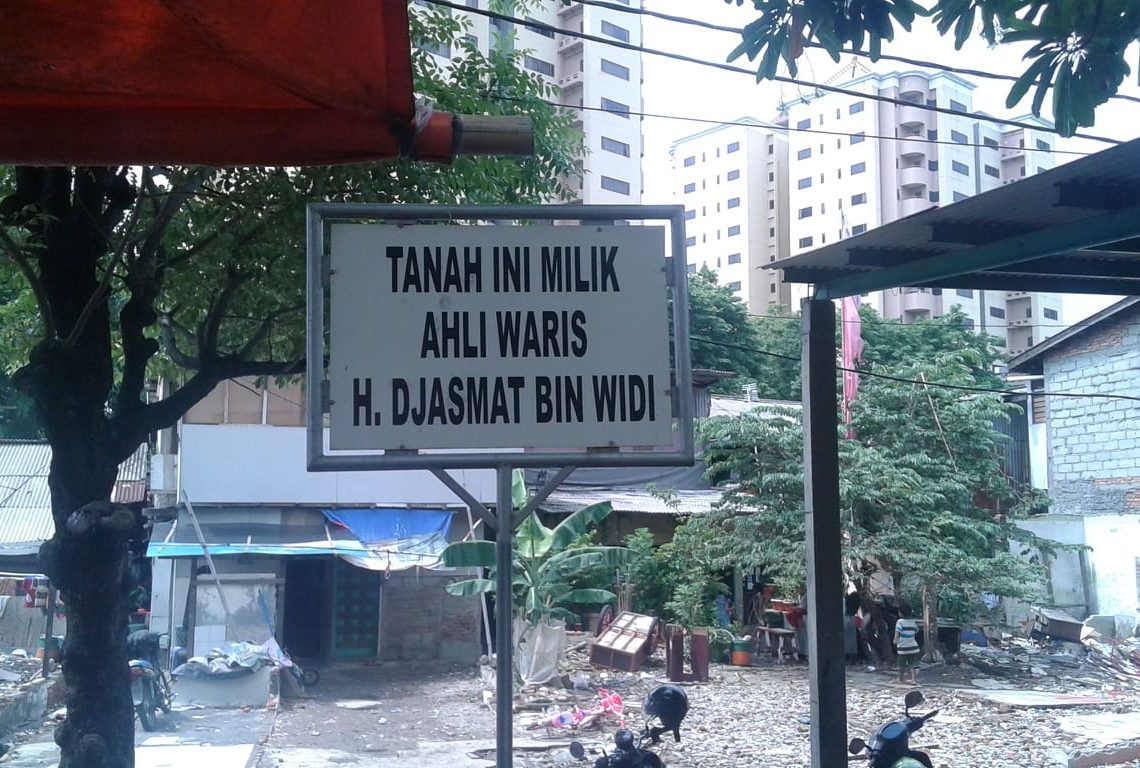 TANAH INI MILIK
AHLI WARIS
H. DJASMAT BIN WIDI